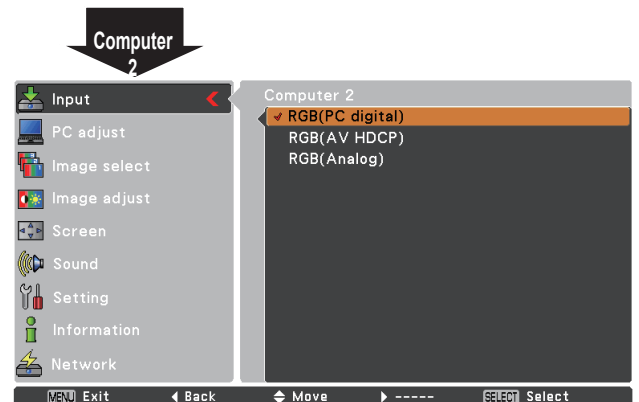 Computer
2
Input
PC adjust
Image select
Image adjust
Screen
Sound
Setting
Information
Network
Computer 2
RGB(PC digital)
RGB(AV HDCP)
RGB(Analog)
MENU Exit Back Move ----- SELECT Select